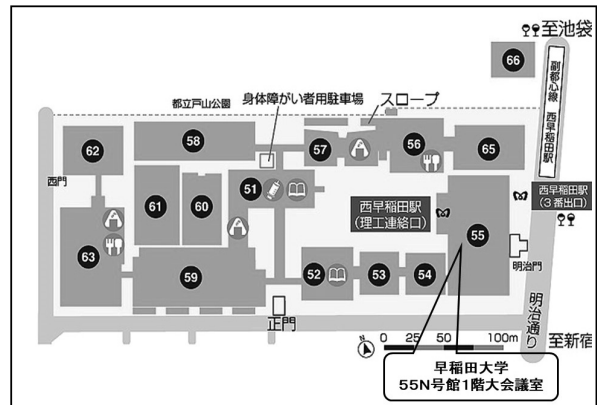 至池袋
66
副都心線 西早稲田駅
都立戸山公園
身体障がい者用駐車場
スロープ
58
57
56
65
62
西門
51
61
60
西早稲田駅
(理工連絡口)
西早稲田駅
(3番出口)
55
63
59
52
53
54
明治門
正門
明治通り
N
0 25 50 100m
至新宿
早稲田大学
55N号館1階大会議室